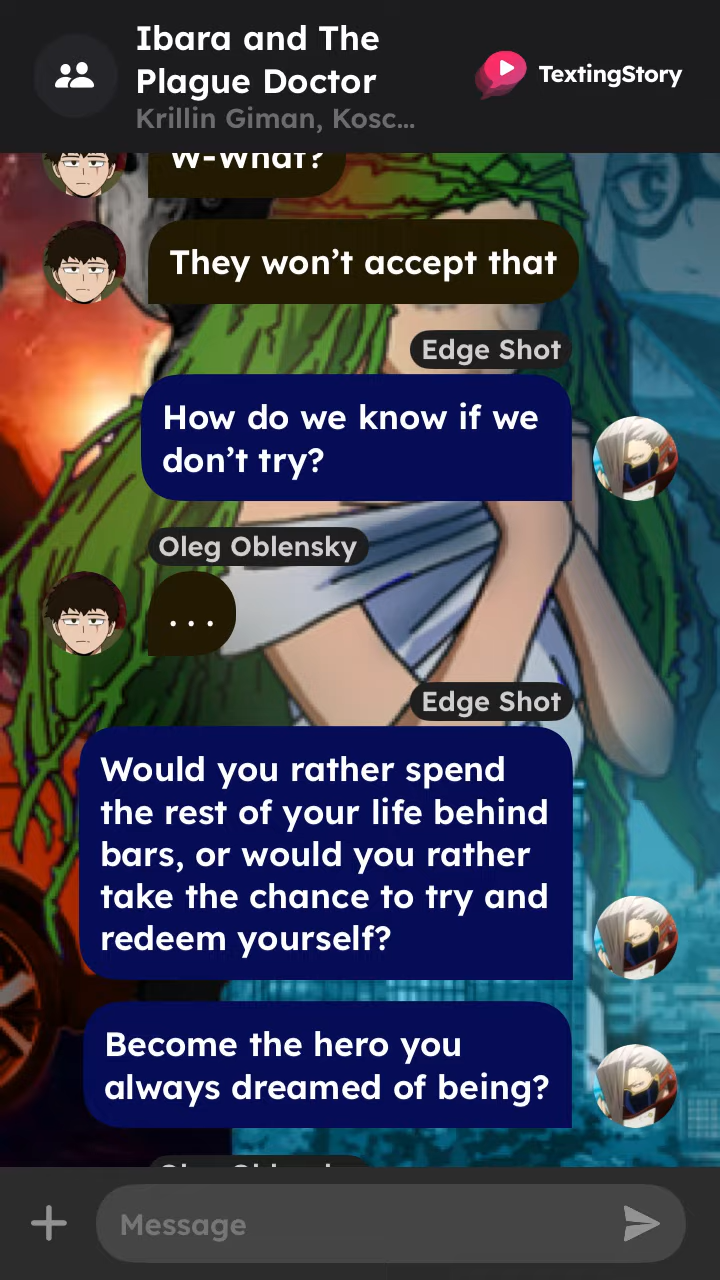 Ibara and The
Plague Doctor
Krillin Giman, Kosc...
TextingStory
W-What?
They won't accept that
Edge Shot
How do we know if we
don't try?
Oleg Oblensky
...
Edge Shot
Would you rather spend
the rest of your life behind
bars, or would you rather
take the chance to try and
redeem yourself?
Become the hero you
always dreamed of being?
Message